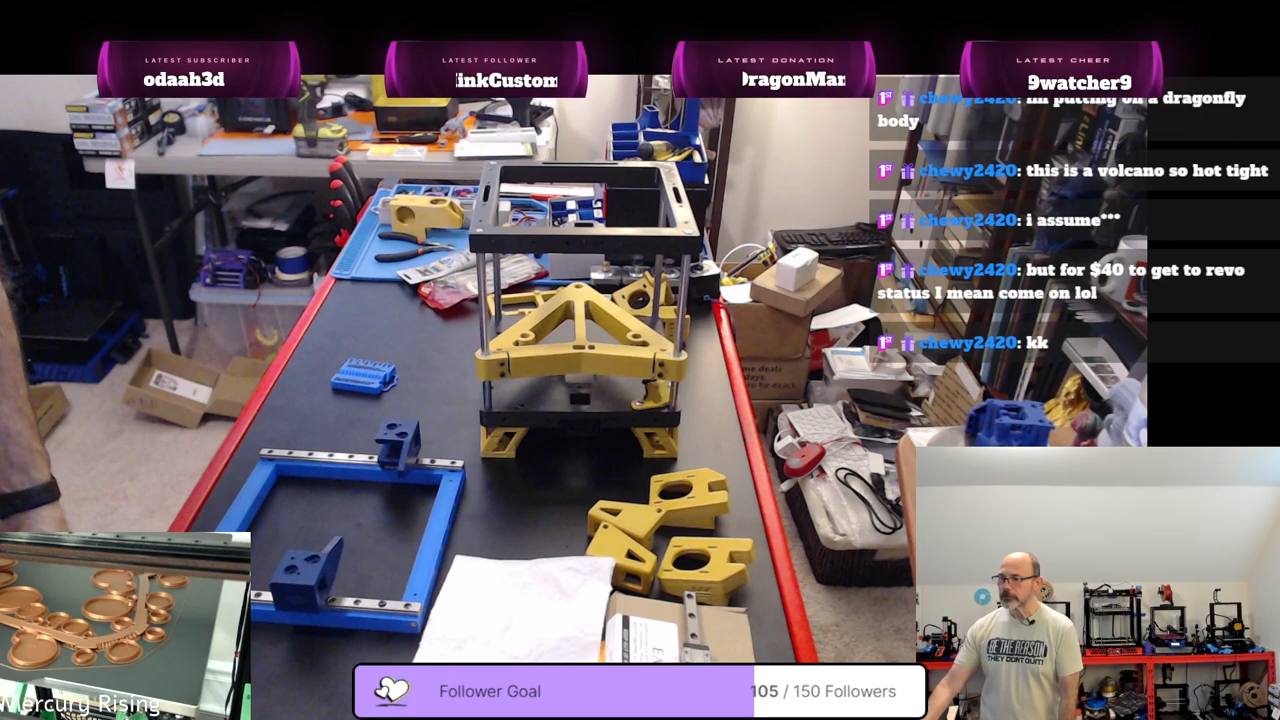 LATEST SUBSCRIBER
odaah3d
LATEST FOLLOWER
inkCustom
LATEST DONATION
DragonMan
LATEST CHEER
9watcher9
chewy2420: im putting on a dragonfly
body
chewy2420: this is a volcano so hot tight
chewy2420: i assume***
chewy2420: but for $40 to get to revo
status I mean come on lol
chewy2420: kk
BE THE REASON
THEY DON'T QUIT!
Follower Goal
105 / 150 Followers
Mercury Rising